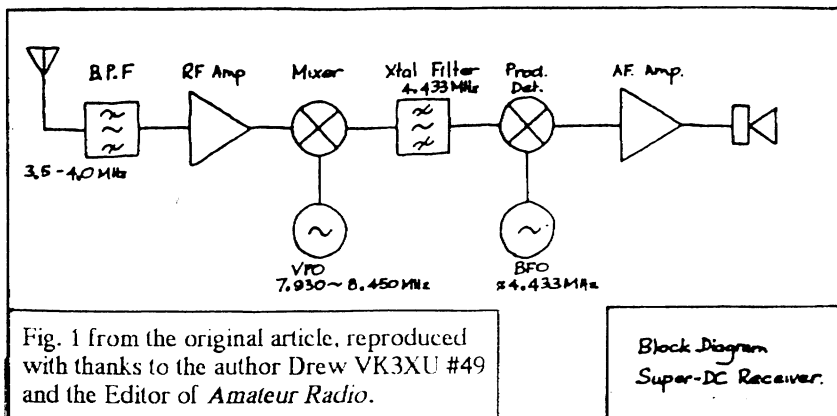 B.P.F
RF Amp
Mixer
Xtal Filter
4.433 MHz
Prod.
Det.
AF. Amp.
3.5 - 4.0 MHz
VFO
7.930 ~ 8.450 MHz
BFO
≈4.433 MHz
Fig. 1 from the original article, reproduced
with thanks to the author Drew VK3XU #49
and the Editor of Amateur Radio.
Block Diagram
Super-DC Receiver.